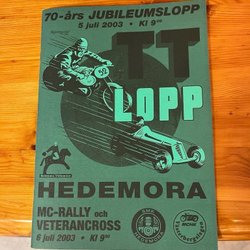 70-års JUBILEUMSLOPP
5 juli 2003 • Kl 9⁰⁰
TT
LOPP
HEDEMORA
MC-RALLY och
VETERANCROSS
6 juli 2003 • Kl 9⁰⁰